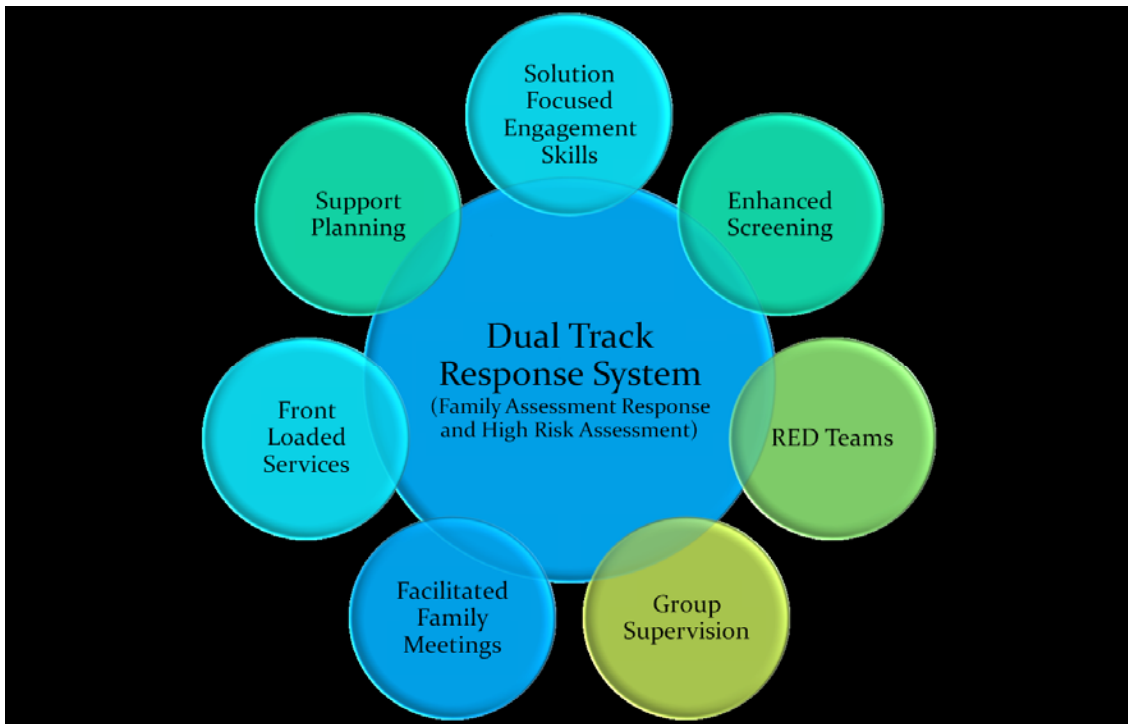 Solution
Focused
Engagement
Skills
Enhanced
Screening
RED Teams
Group
Supervision
Facilitated
Family
Meetings
Front
Loaded
Services
Support
Planning
Dual Track
Response System
(Family Assessment Response
and High Risk Assessment)